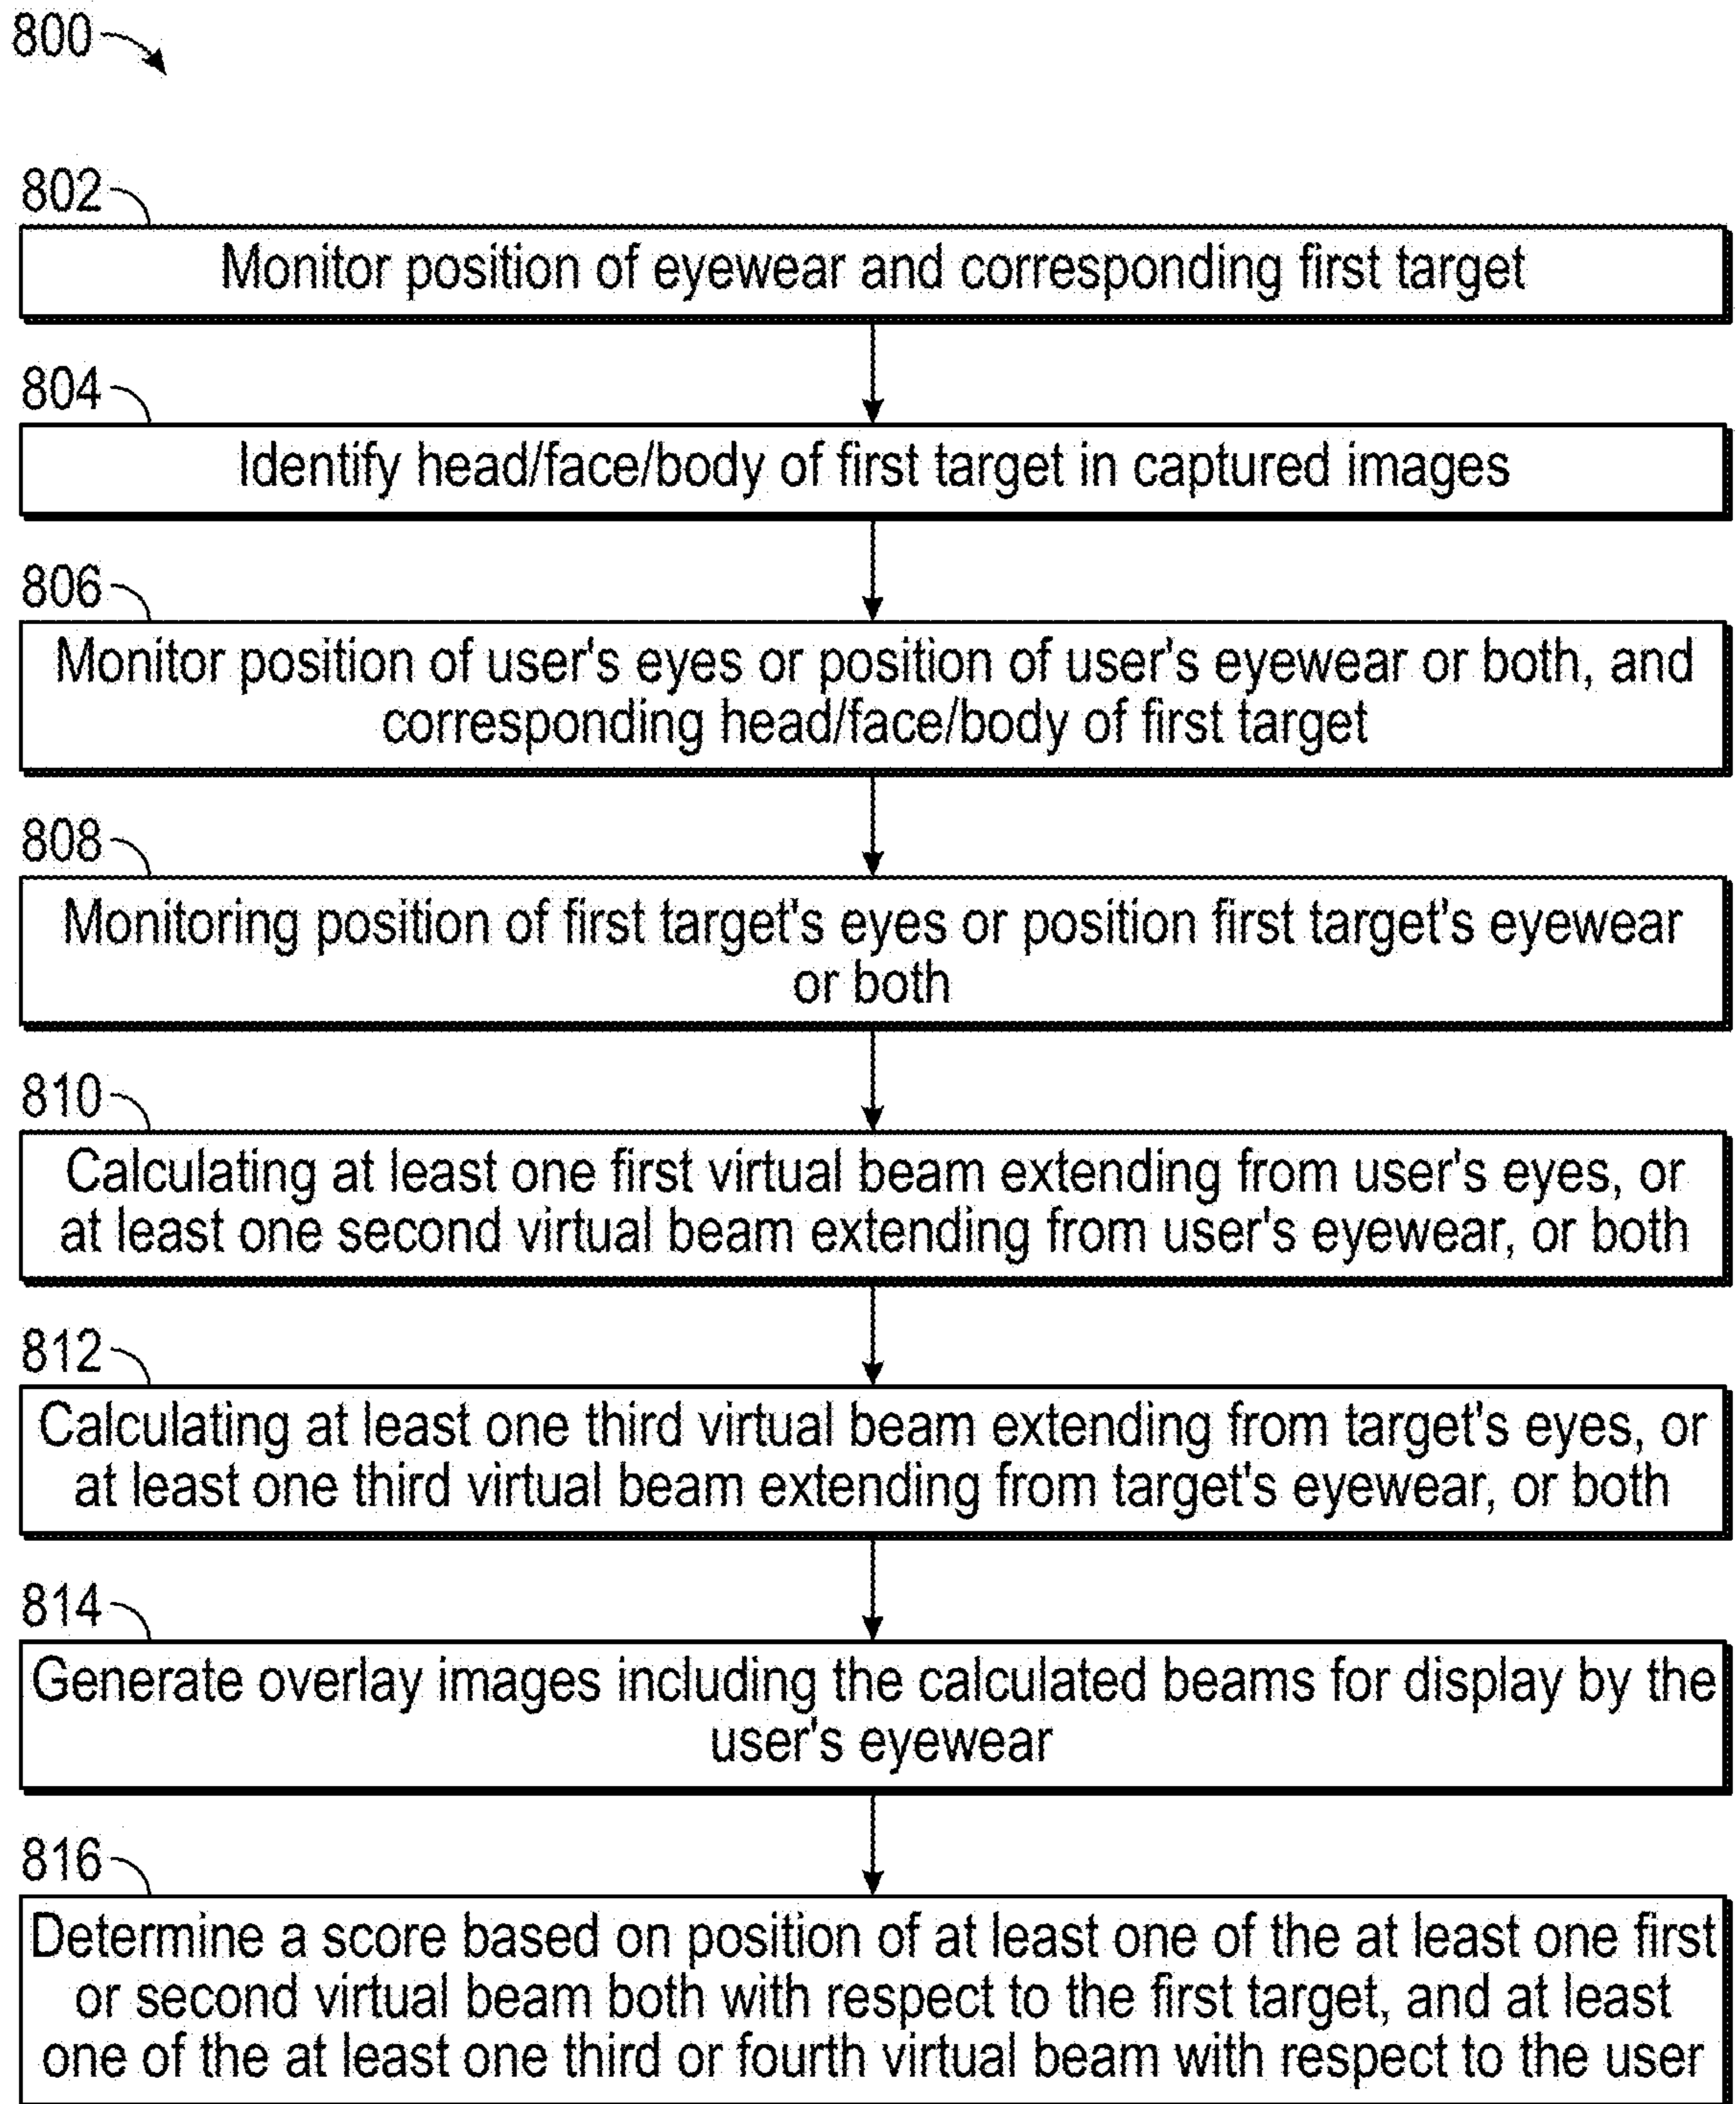 800
802
Monitor position of eyewear and corresponding first target
804
Identify head/face/body of first target in captured images
806
Monitor position of user's eyes or position of user's eyewear or both, and
corresponding head/face/body of first target
808
Monitoring position of first target's eyes or position first target's eyewear
or both
810
Calculating at least one first virtual beam extending from user's eyes, or
at least one second virtual beam extending from user's eyewear, or both
812
Calculating at least one third virtual beam extending from target's eyes, or
at least one third virtual beam extending from target's eyewear, or both
814
Generate overlay images including the calculated beams for display by the
user's eyewear
816
Determine a score based on position of at least one of the at least one first
or second virtual beam both with respect to the first target, and at least
one of the at least one third or fourth virtual beam with respect to the user